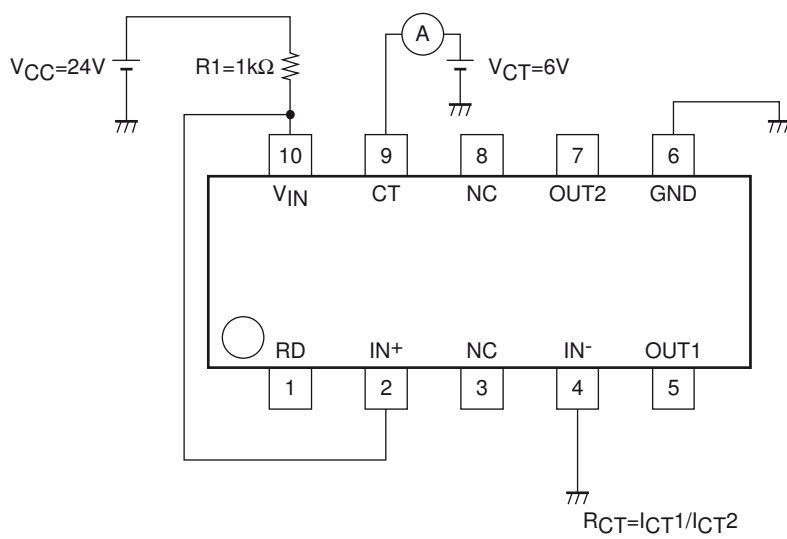 VCC=24V
R1=1kΩ
A
VCT=6V
10 9 8 7 6
VIN CT NC OUT2 GND
RD IN+ NC IN- OUT1
1 2 3 4 5
RCT=ICT1/ICT2